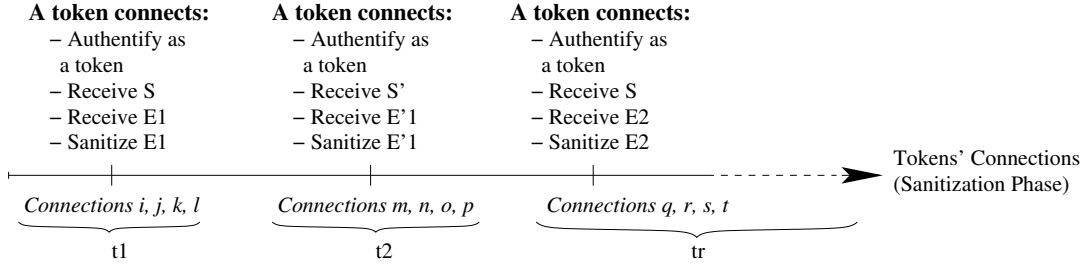 A token connects:
– Authentify as
a token
– Receive S
– Receive E1
– Sanitize E1
A token connects:
– Authentify as
a token
– Receive S'
– Receive E'1
– Sanitize E'1
A token connects:
– Authentify as
a token
– Receive S
– Receive E2
– Sanitize E2
Tokens' Connections
(Sanitization Phase)
Connections i, j, k, l
Connections m, n, o, p
Connections q, r, s, t
t1
t2
tr